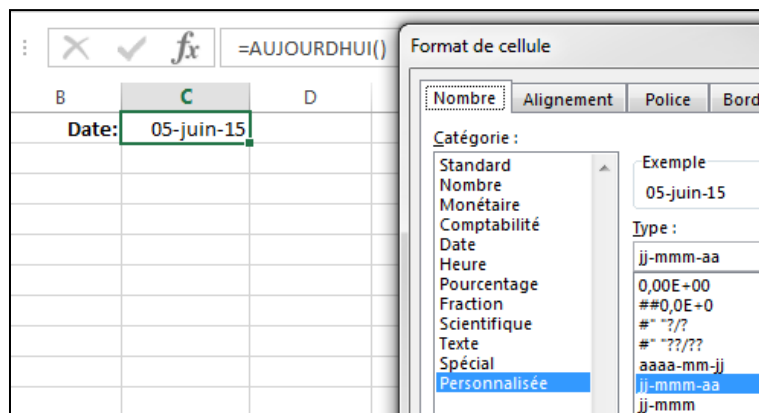 fx =AUJOURDHUI()
B C D
Date: 05-juin-15
Format de cellule
Nombre Alignement Police Bord
Catégorie :
Standard
Nombre
Monétaire
Comptabilité
Date
Heure
Pourcentage
Fraction
Scientifique
Texte
Spécial
Personnalisée
Exemple
05-juin-15
Type :
jj-mmm-aa
0,00E+00
##0,0E+0
#" "?/?
#" "??/??
aaaa-mm-jj
jj-mmm-aa
jj-mmm